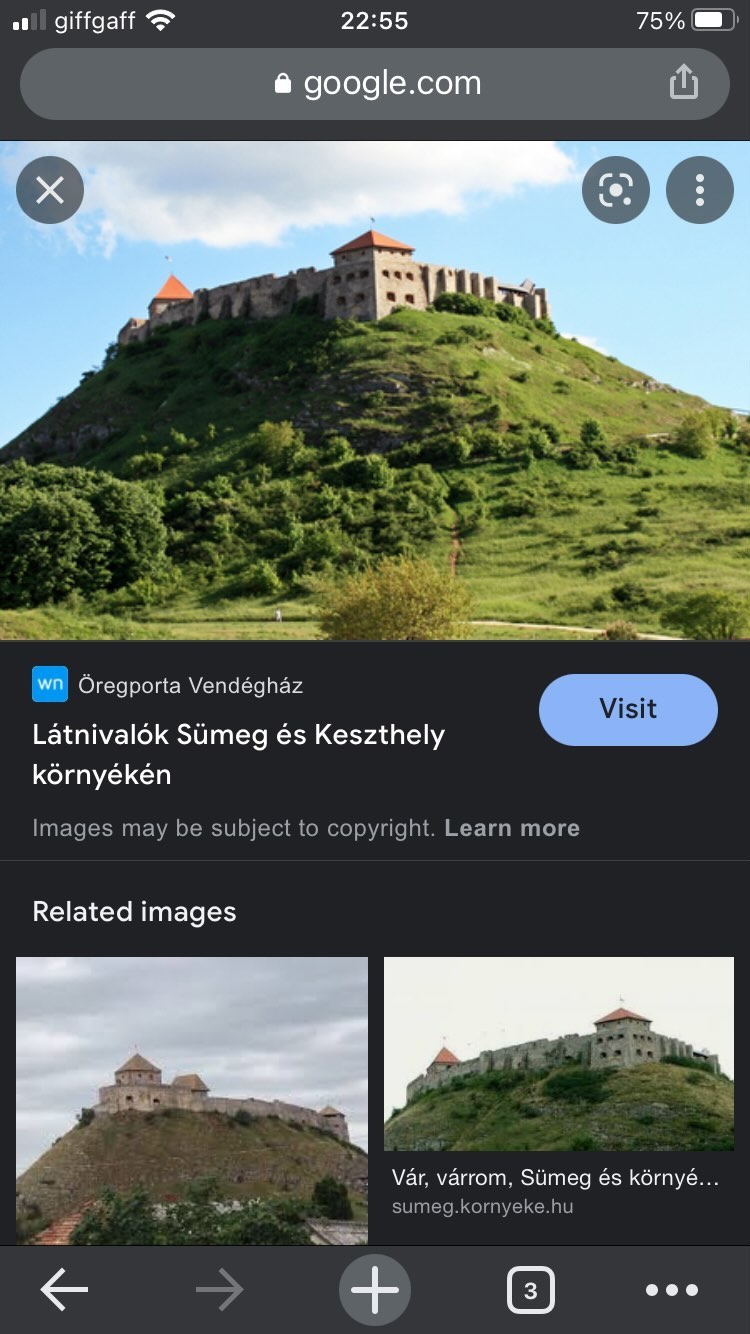 giffgaff 22:55 75%
google.com
wn Öregporta Vendégház
Visit
Látnivalók Sümeg és Keszthely
környékén
Images may be subject to copyright. Learn more
Related images
Vár, várrom, Sümeg és környé...
sumeg.kornyeke.hu
3